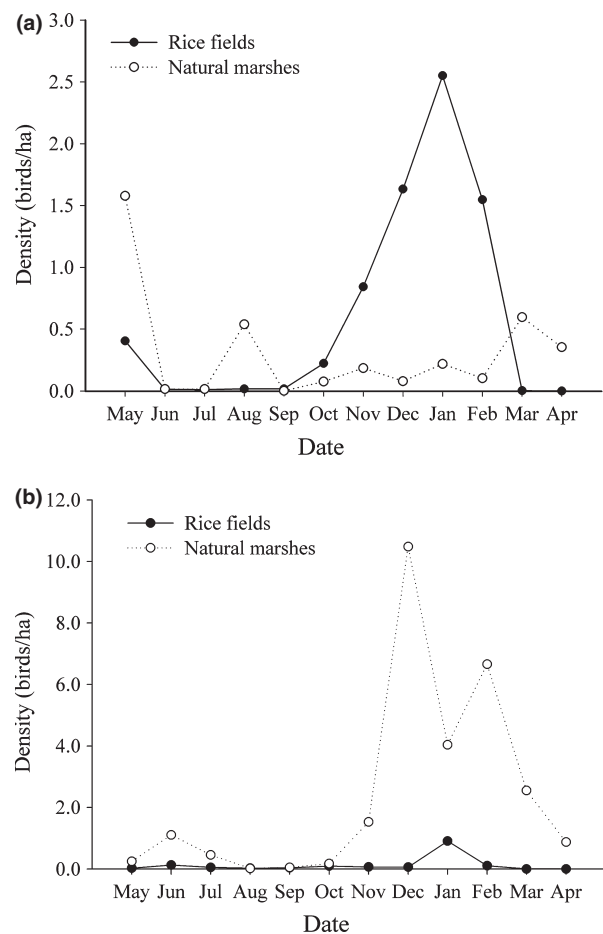 (a)
3.0
Rice fields
Natural marshes
2.5
2.0
1.5
1.0
0.5
0.0
Density (birds/ha)
May Jun Jul Aug Sep Oct Nov Dec Jan Feb Mar Apr
Date
(b)
12.0
Rice fields
Natural marshes
10.0
8.0
6.0
4.0
2.0
0.0
Density (birds/ha)
May Jun Jul Aug Sep Oct Nov Dec Jan Feb Mar Apr
Date